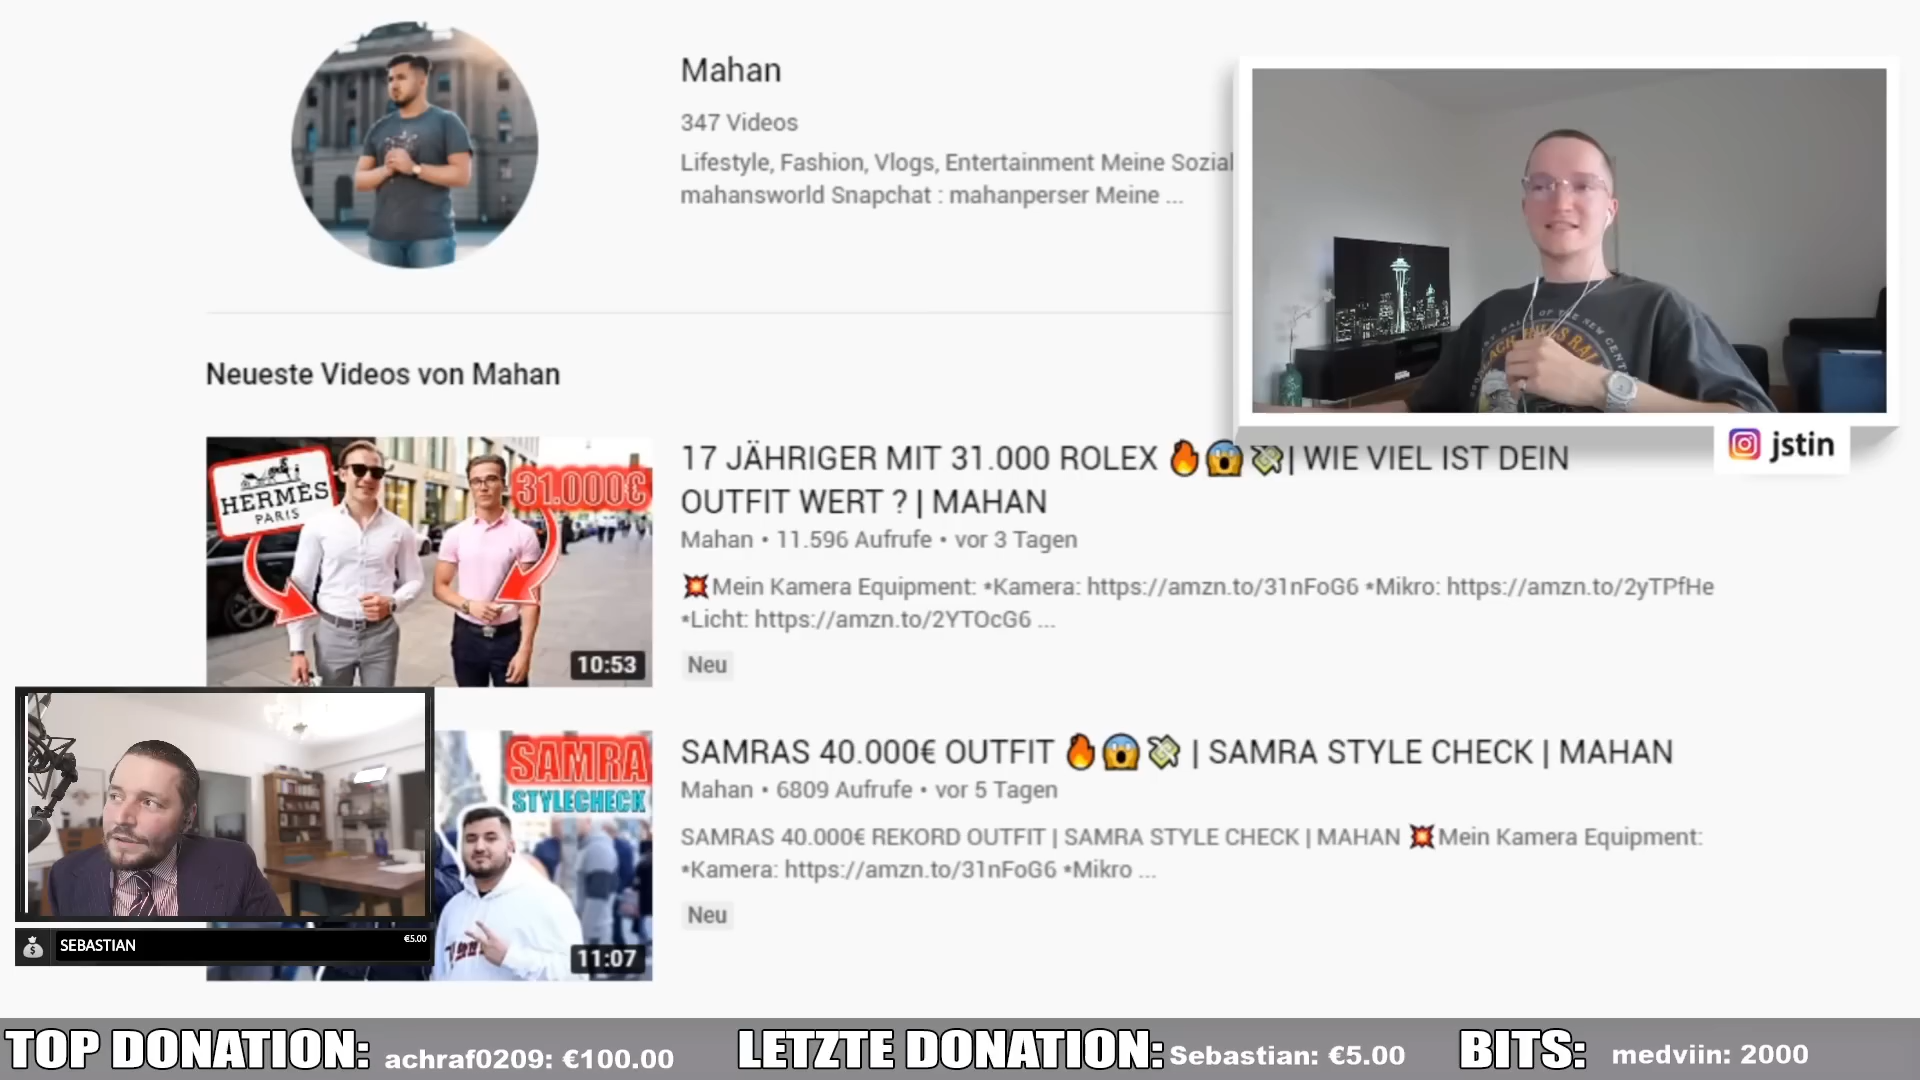 Mahan
347 Videos
Lifestyle, Fashion, Vlogs, Entertainment Meine Sozial
mahansworld Snapchat : mahanperser Meine ...
jstin
Neueste Videos von Mahan
HERMES
PARIS
31.000€
10:53
17 JÄHRIGER MIT 31.000 ROLEX 🔥😱💸| WIE VIEL IST DEIN
OUTFIT WERT ? | MAHAN
Mahan • 11.596 Aufrufe • vor 3 Tagen
💥Mein Kamera Equipment: •Kamera: https://amzn.to/31nFoG6 •Mikro: https://amzn.to/2yTPfHe
•Licht: https://amzn.to/2YTOcG6 ...
Neu
SAMRA
STYLECHECK
11:07
SAMRAS 40.000€ OUTFIT 🔥😱💸 | SAMRA STYLE CHECK | MAHAN
Mahan • 6809 Aufrufe • vor 5 Tagen
SAMRAS 40.000€ REKORD OUTFIT | SAMRA STYLE CHECK | MAHAN 💥Mein Kamera Equipment:
•Kamera: https://amzn.to/31nFoG6 •Mikro ...
Neu
SEBASTIAN €5.00
TOP DONATION: achraf0209: €100.00 LETZTE DONATION: Sebastian: €5.00 BITS: medviin: 2000